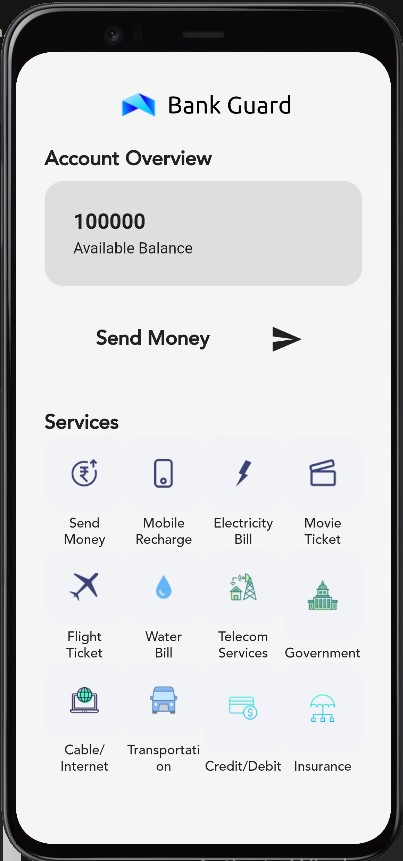 Bank Guard
Account Overview
100000
Available Balance
Send Money
Services
Send
Money
Mobile
Recharge
Electricity
Bill
Movie
Ticket
Flight
Ticket
Water
Bill
Telecom
Services
Government
Cable/
Internet
Transportati
on
Credit/Debit
Insurance